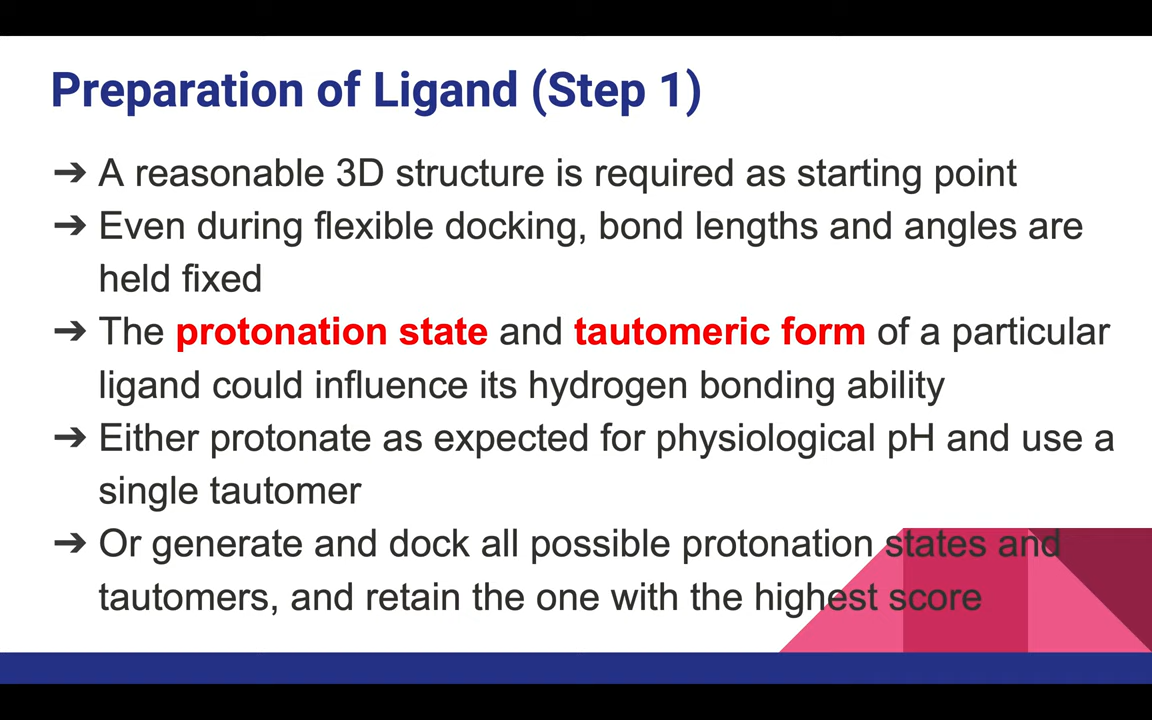 Preparation of Ligand (Step 1)
➔ A reasonable 3D structure is required as starting point
➔ Even during flexible docking, bond lengths and angles are
held fixed
➔ The protonation state and tautomeric form of a particular
ligand could influence its hydrogen bonding ability
➔ Either protonate as expected for physiological pH and use a
single tautomer
➔ Or generate and dock all possible protonation states and
tautomers, and retain the one with the highest score